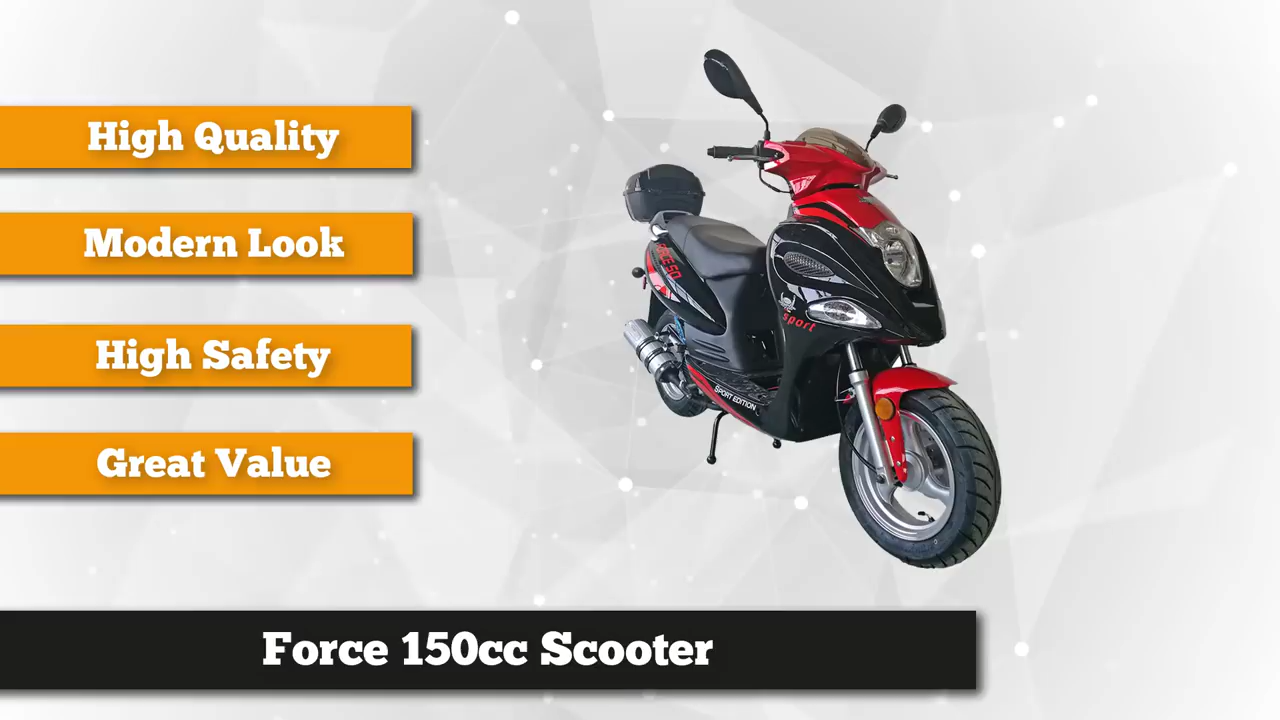 High Quality
Modern Look
High Safety
Great Value
sport
SPORT EDITION
Force 150cc Scooter